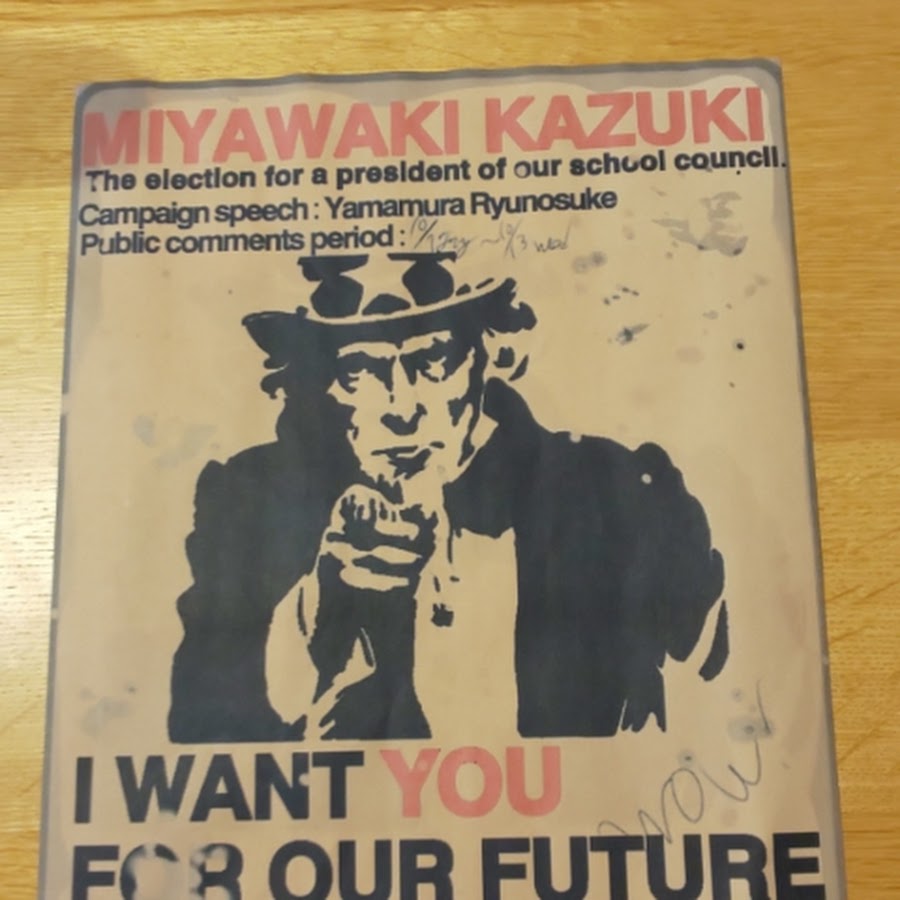 MIYAWAKI KAZUKI
The election for a president of our school council.
Campaign speech : Yamamura Ryunosuke
Public comments period :
I WANT YOU
wow
FOR OUR FUTURE